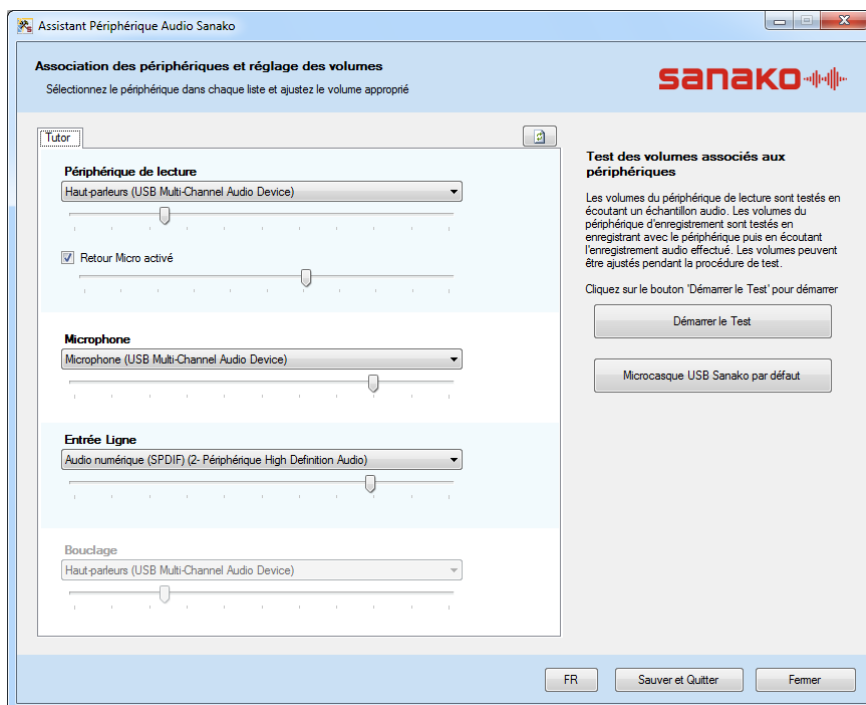 Assistant Périphérique Audio Sanako
Association des périphériques et réglage des volumes
Sélectionnez le périphérique dans chaque liste et ajustez le volume approprié
sanako
Tutor
Périphérique de lecture
Haut-parleurs (USB Multi-Channel Audio Device)
Retour Micro activé
Microphone
Microphone (USB Multi-Channel Audio Device)
Entrée Ligne
Audio numérique (SPDIF) (2- Périphérique High Definition Audio)
Bouclage
Haut-parleurs (USB Multi-Channel Audio Device)
Test des volumes associés aux
périphériques
Les volumes du périphérique de lecture sont testés en
écoutant un échantillon audio. Les volumes du
périphérique d'enregistrement sont testés en
enregistrant avec le périphérique puis en écoutant
l'enregistrement audio effectué. Les volumes peuvent
être ajustés pendant la procédure de test.
Cliquez sur le bouton 'Démarrer le Test' pour démarrer
Démarrer le Test
Microcasque USB Sanako par défaut
FR
Sauver et Quitter
Fermer